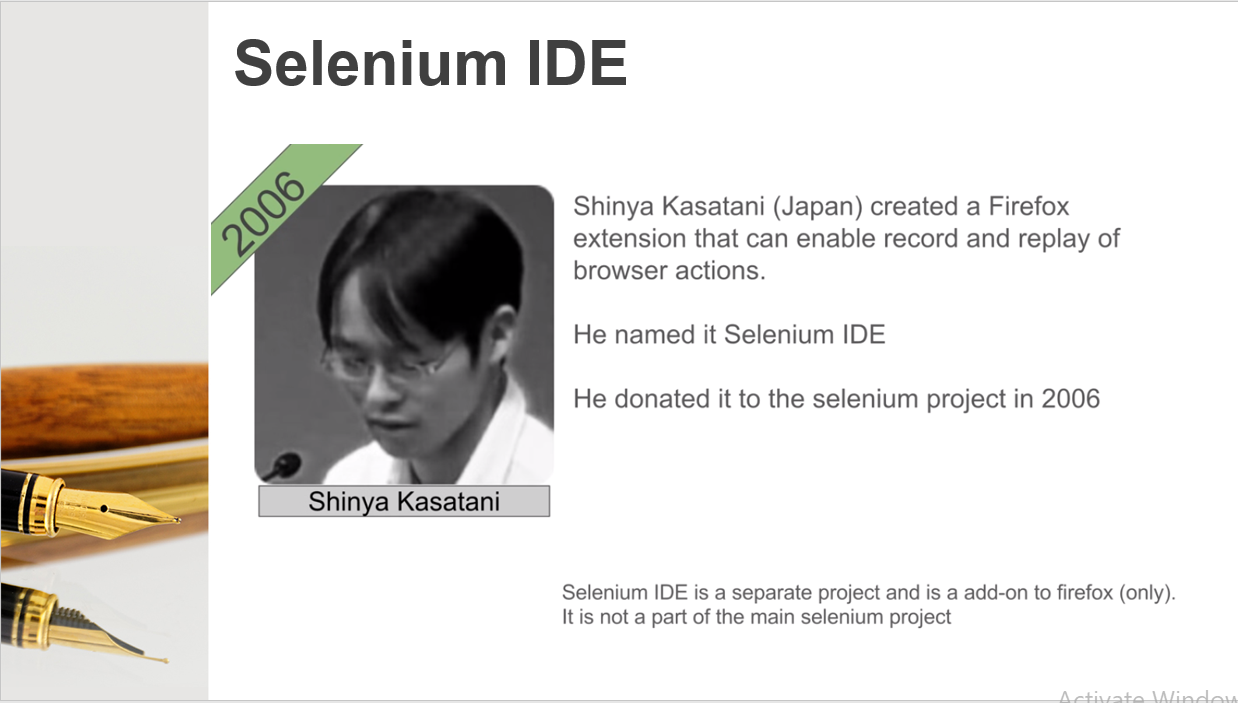 Selenium IDE
2006
Shinya Kasatani (Japan) created a Firefox
extension that can enable record and replay of
browser actions.
He named it Selenium IDE
He donated it to the selenium project in 2006
Shinya Kasatani
Selenium IDE is a separate project and is a add-on to firefox (only).
It is not a part of the main selenium project
Activate Window